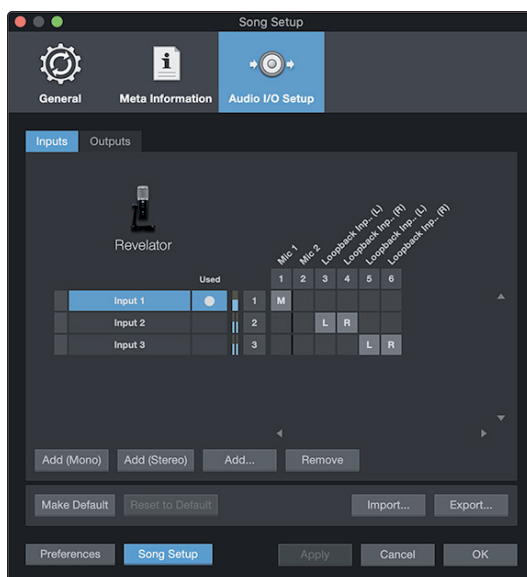 Song Setup
General
Meta Information
Audio I/O Setup
Inputs
Outputs
Revelator
Mic 1
Mic 2
Loopback Inp.. (L)
Loopback Inp.. (R)
Loopback Inp.. (L)
Loopback Inp.. (R)
Used
1 2 3 4 5 6
Input 1 1 M
Input 2 2 L R
Input 3 3 L R
Add (Mono)
Add (Stereo)
Add...
Remove
Make Default
Reset to Default
Import...
Export...
Preferences
Song Setup
Apply
Cancel
OK